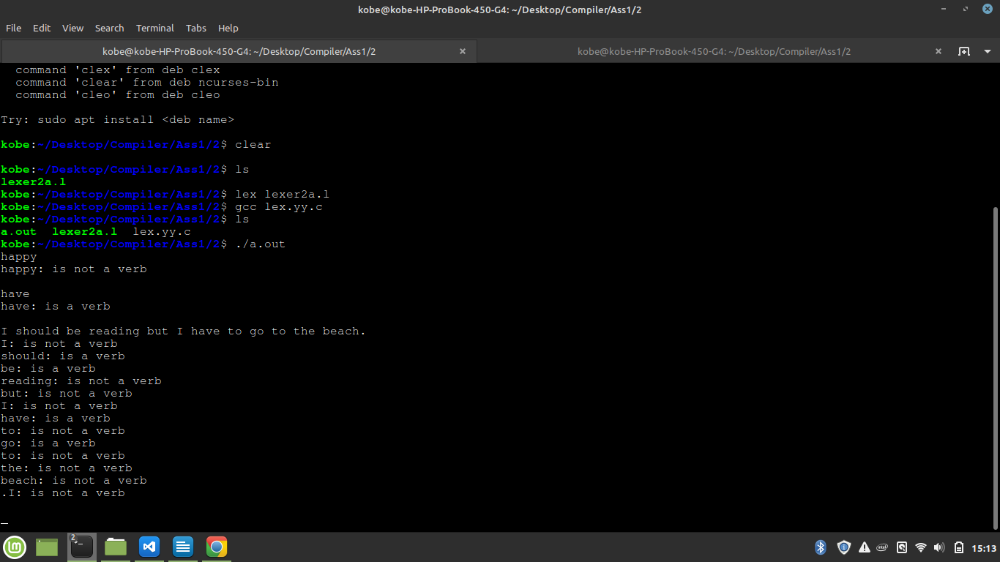 kobe@kobe-HP-ProBook-450-G4: ~/Desktop/Compiler/Ass1/2
File Edit View Search Terminal Tabs Help
kobe@kobe-HP-ProBook-450-G4: ~/Desktop/Compiler/Ass1/2 kobe@kobe-HP-ProBook-450-G4: ~/Desktop/Compiler/Ass1/2
command 'clex' from deb clex
command 'clear' from deb ncurses-bin
command 'cleo' from deb cleo
Try: sudo apt install <deb name>
kobe:~/Desktop/Compiler/Ass1/2$ clear
kobe:~/Desktop/Compiler/Ass1/2$ ls
lexer2a.l
kobe:~/Desktop/Compiler/Ass1/2$ lex lexer2a.l
kobe:~/Desktop/Compiler/Ass1/2$ gcc lex.yy.c
kobe:~/Desktop/Compiler/Ass1/2$ ls
a.out lexer2a.l lex.yy.c
kobe:~/Desktop/Compiler/Ass1/2$ ./a.out
happy
happy: is not a verb
have
have: is a verb
I should be reading but I have to go to the beach.
I: is not a verb
should: is a verb
be: is a verb
reading: is not a verb
but: is not a verb
I: is not a verb
have: is a verb
to: is not a verb
go: is a verb
to: is not a verb
the: is not a verb
beach: is not a verb
.I: is not a verb
2
intel
15:13